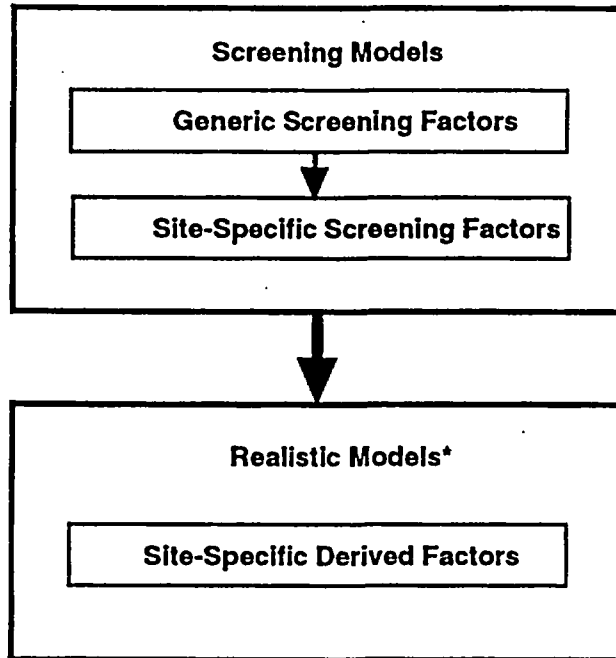 Screening Models
Generic Screening Factors
Site-Specific Screening Factors
Realistic Models*
Site-Specific Derived Factors